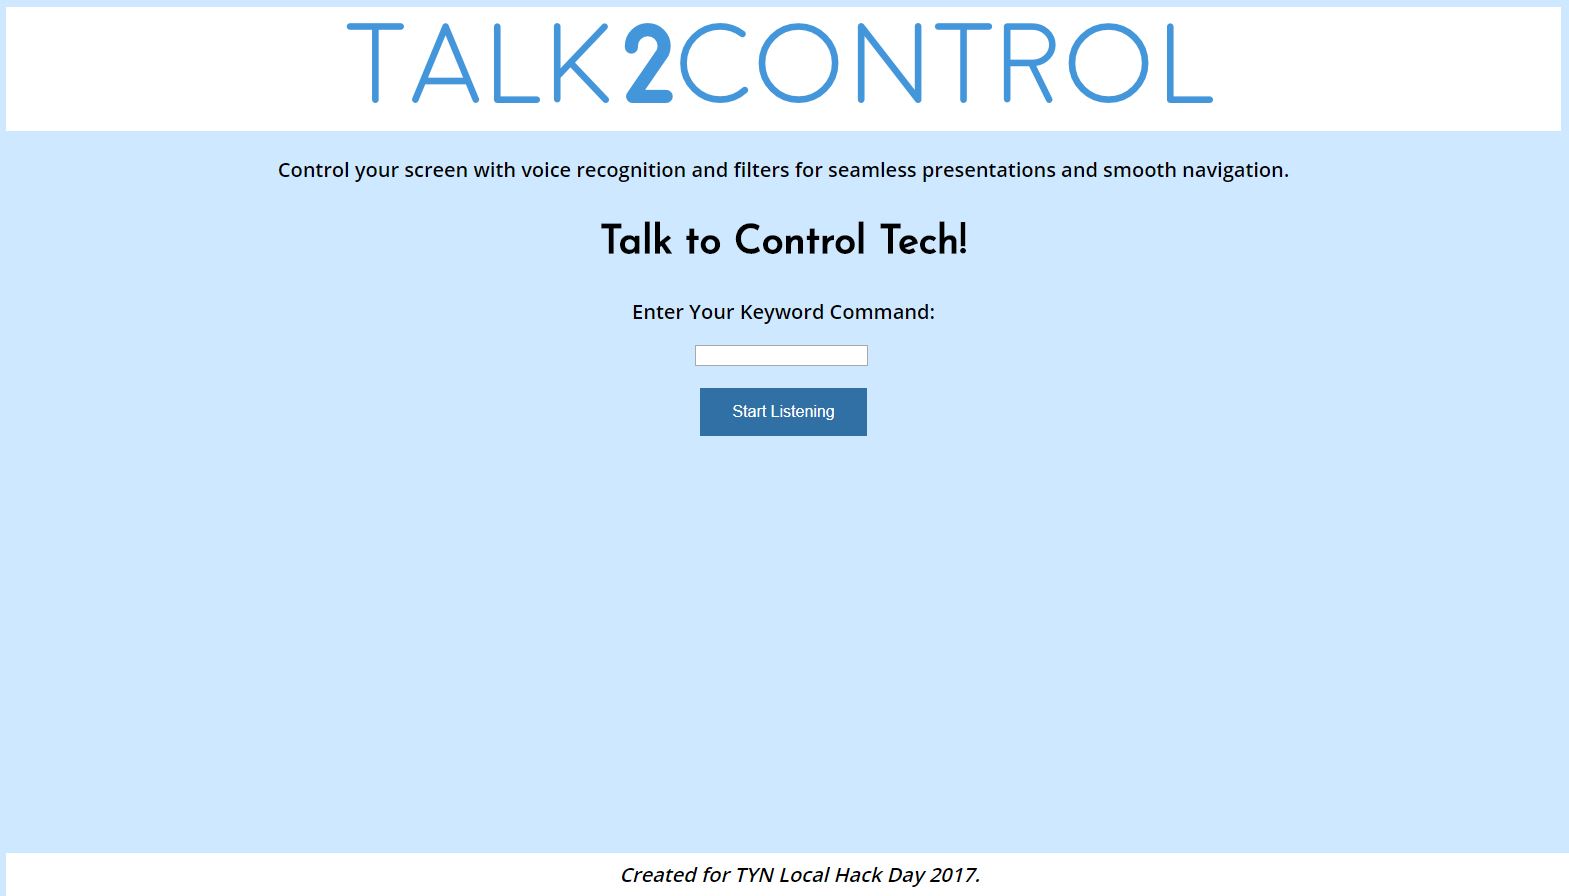 TALK2CONTROL
Control your screen with voice recognition and filters for seamless presentations and smooth navigation.
Talk to Control Tech!
Enter Your Keyword Command:
Start Listening
Created for TYN Local Hack Day 2017.